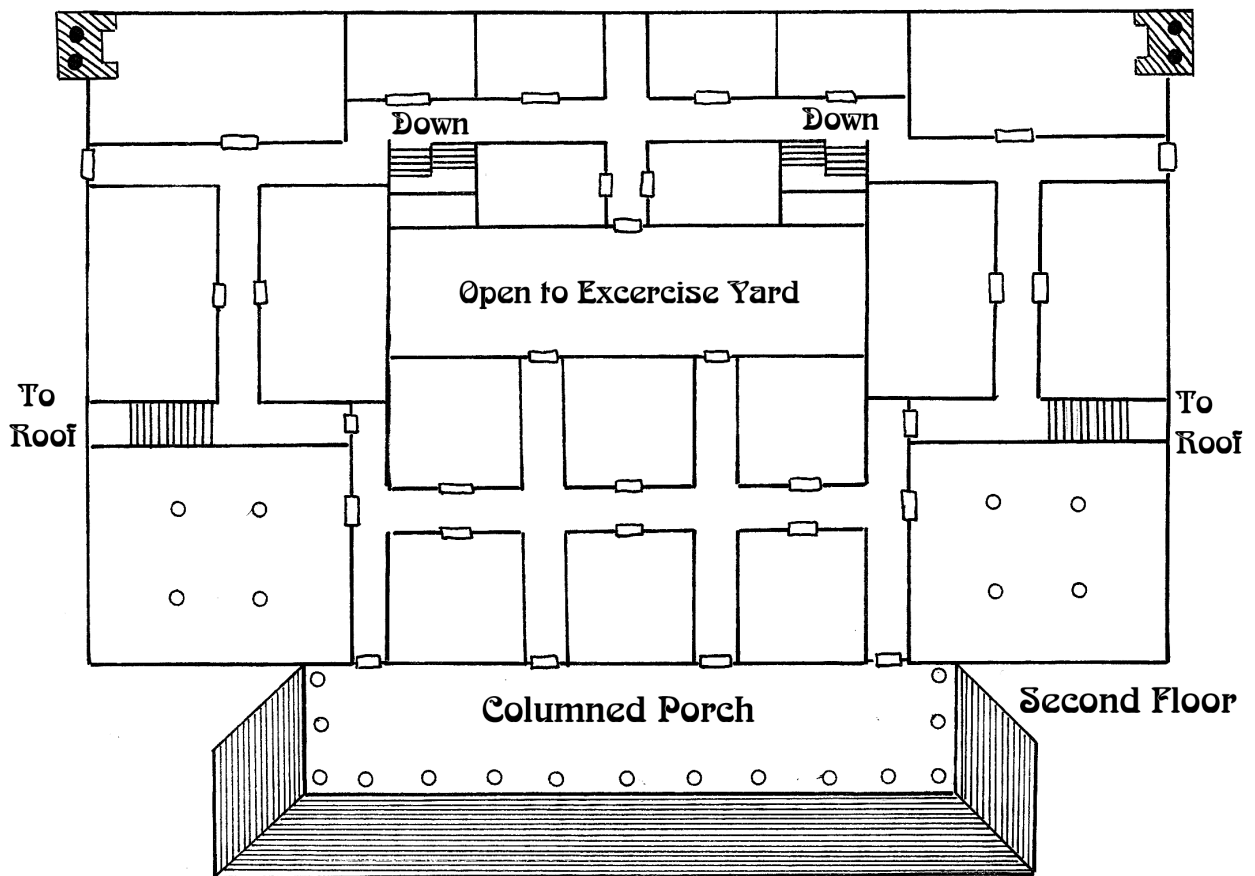 Down
Down
Open to Excercise Yard
To
Roof
To
Roof
Columned Porch
Second Floor